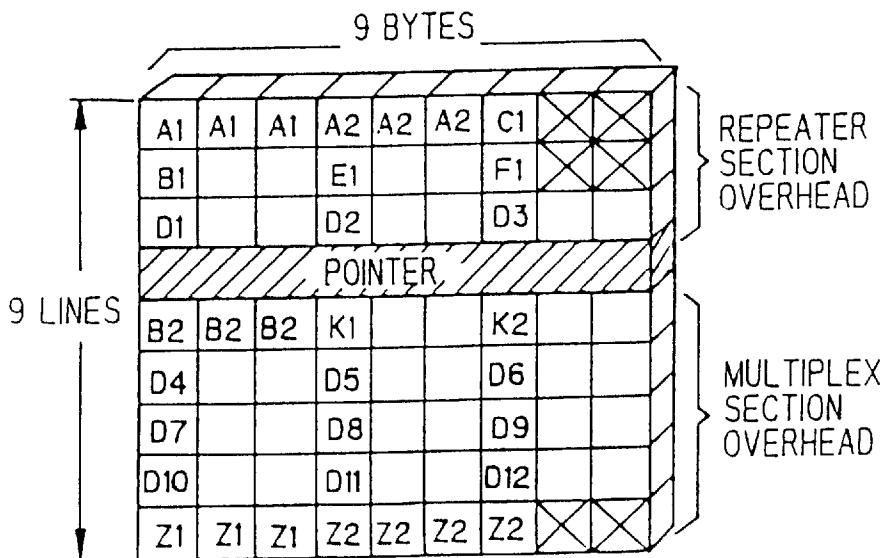 9 BYTES
A1 A1 A1 A2 A2 A2 C1
B1 E1 F1
D1 D2 D3
POINTER
B2 B2 B2 K1 K2
D4 D5 D6
D7 D8 D9
D10 D11 D12
Z1 Z1 Z1 Z2 Z2 Z2 Z2
9 LINES
REPEATER
SECTION
OVERHEAD
MULTIPLEX
SECTION
OVERHEAD